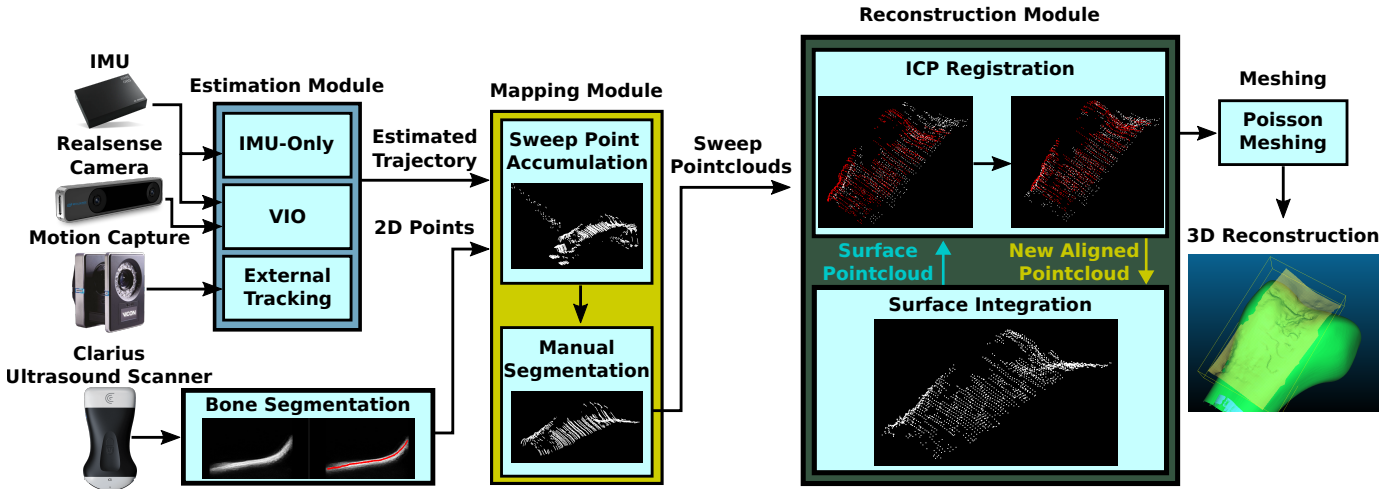 Reconstruction Module
IMU
Estimation Module
IMU-Only
VIO
External
Tracking
Realsense
Camera
Motion Capture
VICON
Clarius
Ultrasound Scanner
Bone Segmentation
Estimated
Trajectory
2D Points
Mapping Module
Sweep Point
Accumulation
Manual
Segmentation
Sweep
Pointclouds
ICP Registration
Surface
Pointcloud
New Aligned
Pointcloud
Surface Integration
Meshing
Poisson
Meshing
3D Reconstruction